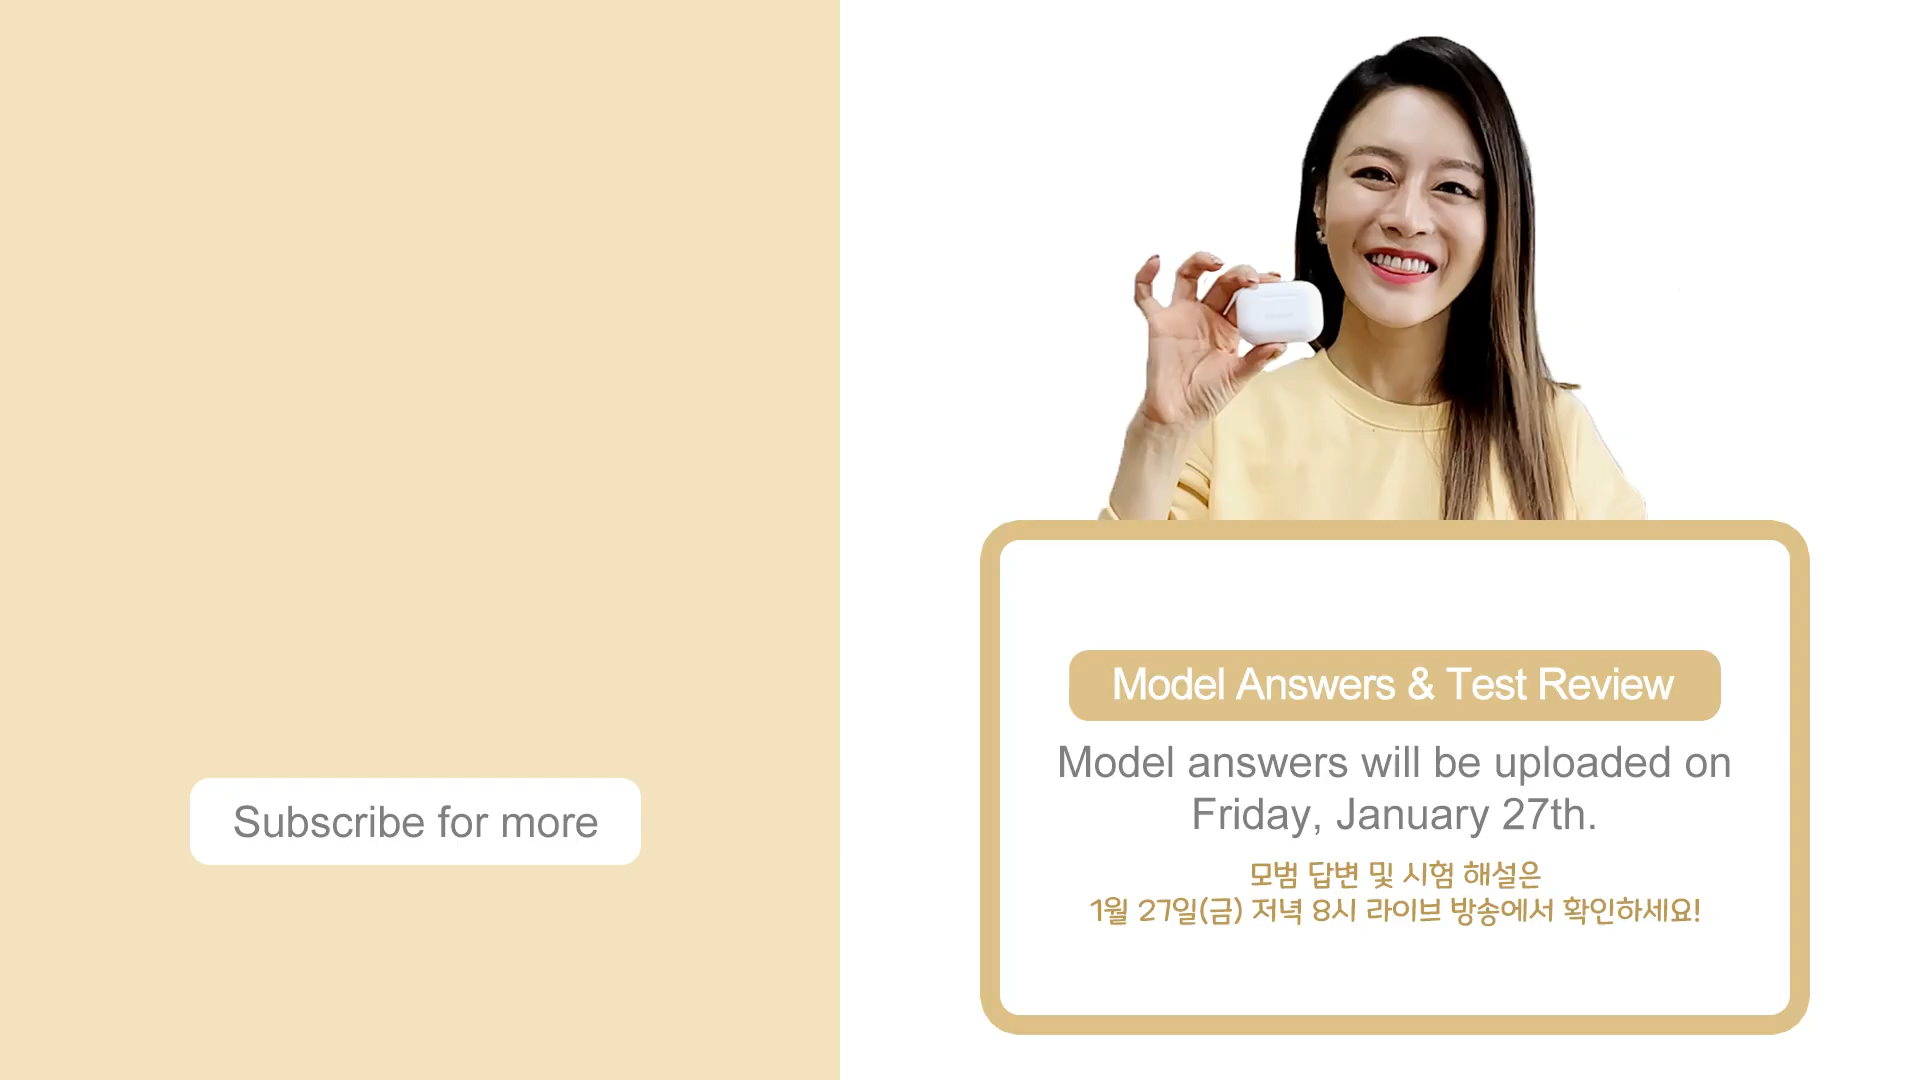 Subscribe for more
Model Answers & Test Review
Model answers will be uploaded on
Friday, January 27th.
모범 답변 및 시험 해설은
1월 27일(금) 저녁 8시 라이브 방송에서 확인하세요!